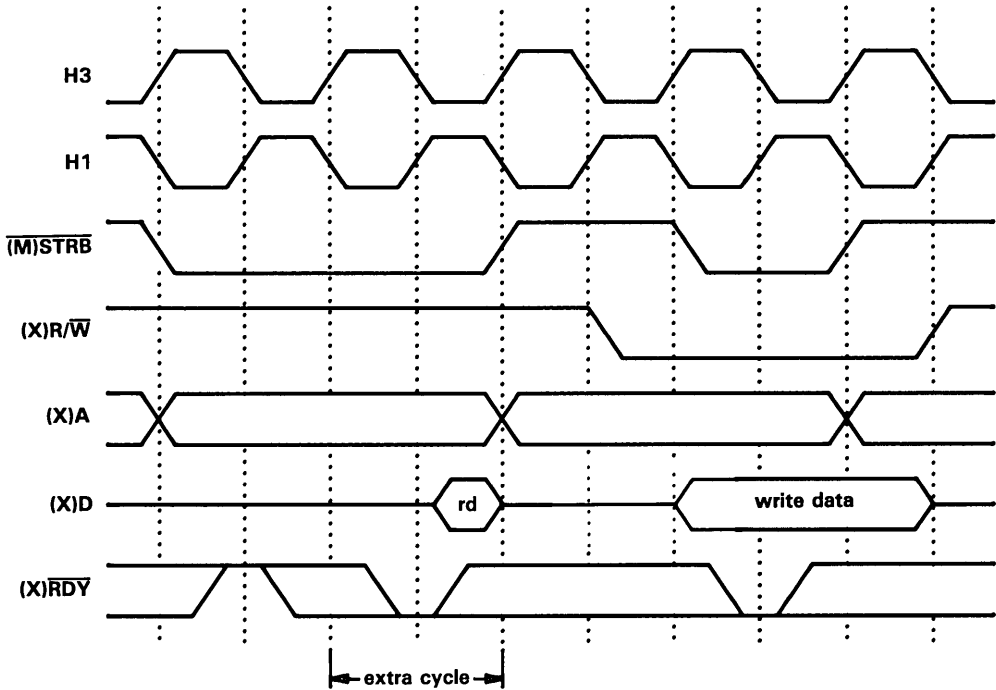 H3
H1
(M)STRB
(X)R/W
(X)A
(X)D
rd
write data
(X)RDY
extra cycle